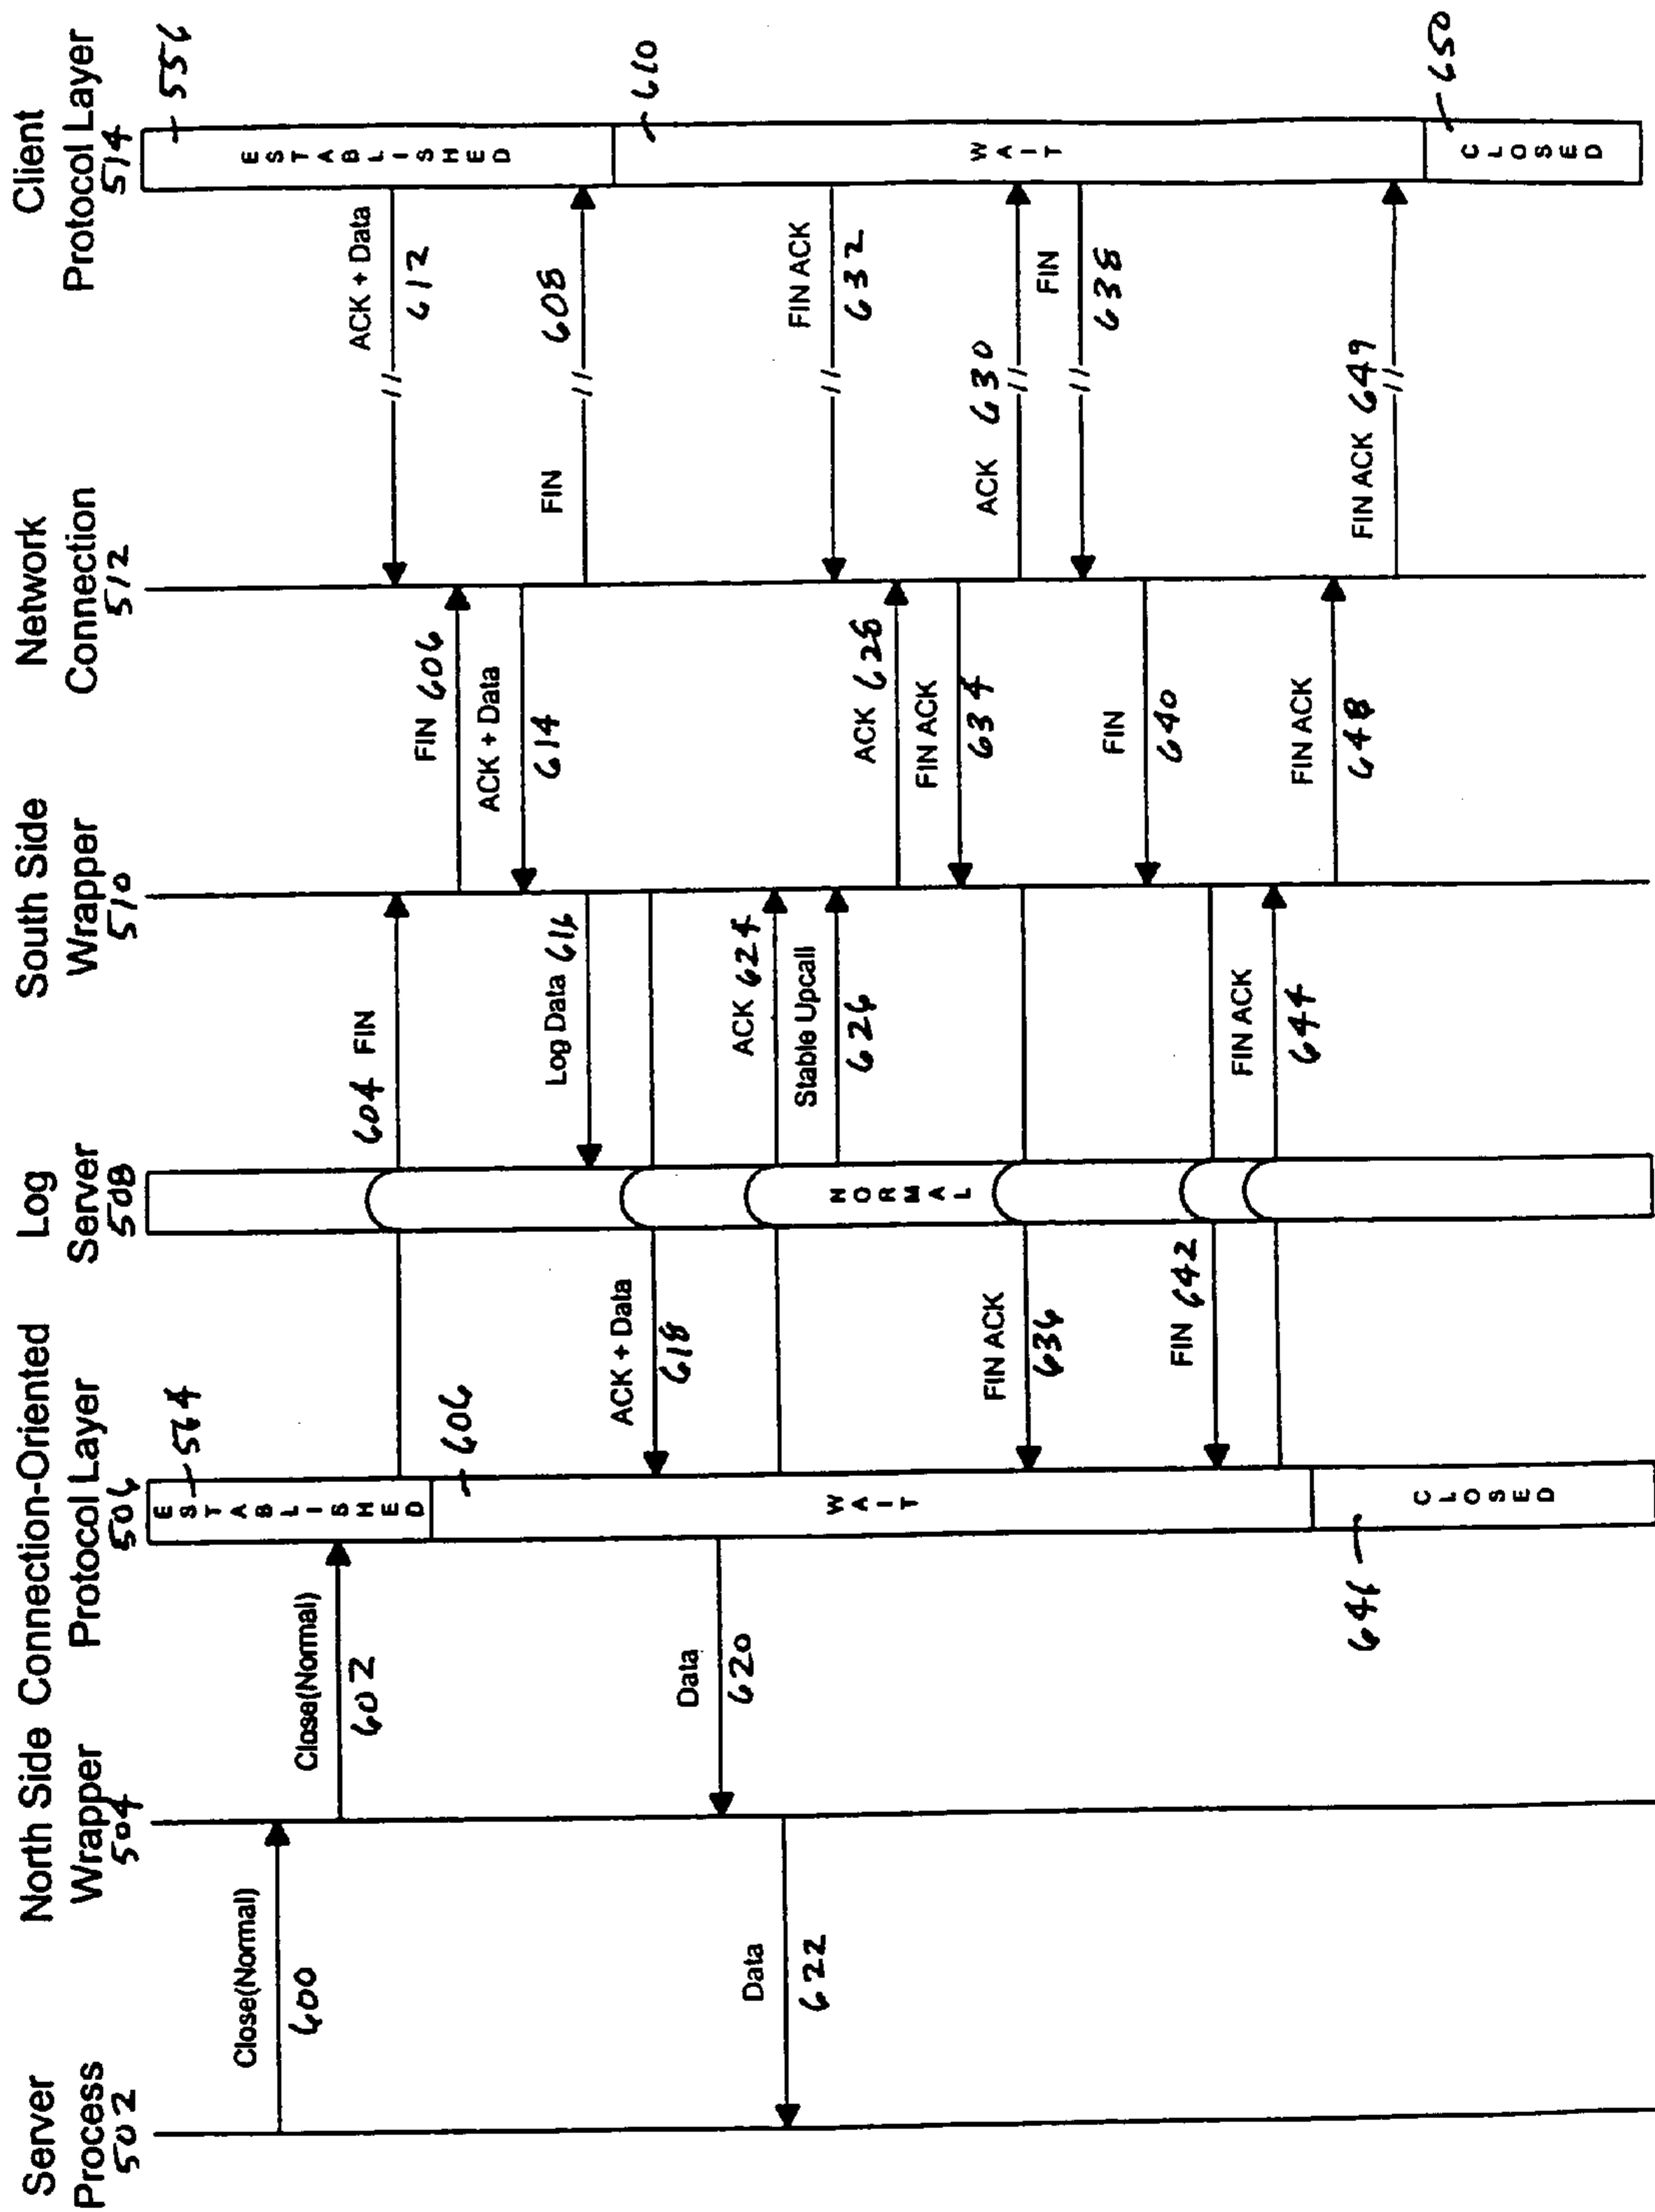 Server
Process
502
North Side
Wrapper
504
Connection-Oriented
Protocol Layer
506
Log
Server
508
South Side
Wrapper
510
Network
Connection
512
Client
Protocol Layer
514
ESTABLISHED
564
ESTABLISHED
556
Close(Normal)
600
Close(Normal)
602
604 FIN
ACK + Data
612
606
FIN 606
ACK + Data
614
FIN 608
610
Log Data 616
ACK + Data
618
Data
620
Data
622
ACK 624
Stable Upcall
626
FIN ACK
632
WAIT
NORMAL
WAIT
ACK 628
FIN ACK
634
ACK 630
FIN ACK
636
FIN
638
FIN
640
FIN 642
FIN ACK
644
646
FIN ACK
648
FIN ACK 649
CLOSED
CLOSED
650